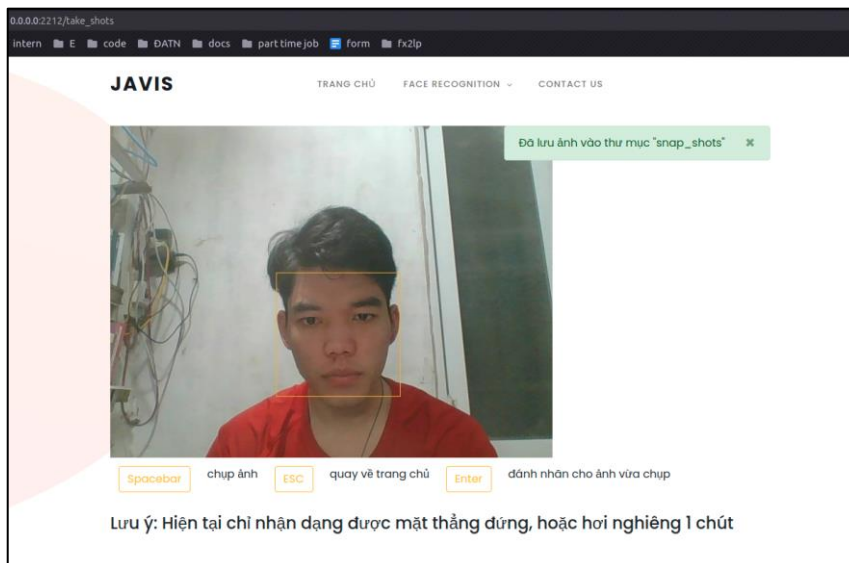 0.0.0.0:2212/take_shots
intern E code ĐATN docs part time job form fx2lp
JAVIS TRANG CHỦ FACE RECOGNITION CONTACT US
Đã lưu ảnh vào thư mục "snap_shots" ×
Spacebar chụp ảnh ESC quay về trang chủ Enter đánh nhãn cho ảnh vừa chụp
Lưu ý: Hiện tại chỉ nhận dạng được mặt thẳng đứng, hoặc hơi nghiêng 1 chút